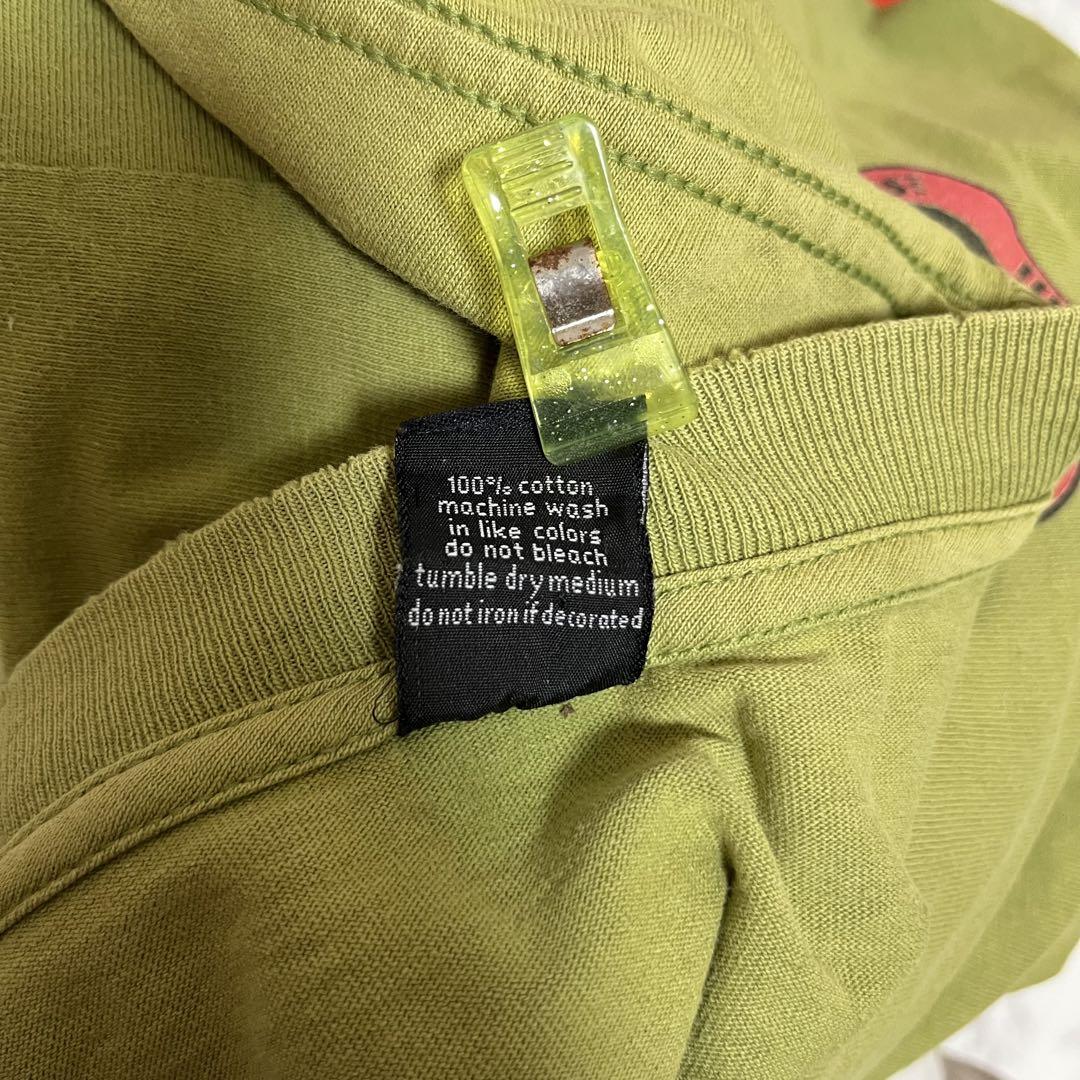 100% cotton
machine wash
in like colors
do not bleach
tumble dry medium
do not iron if decorated